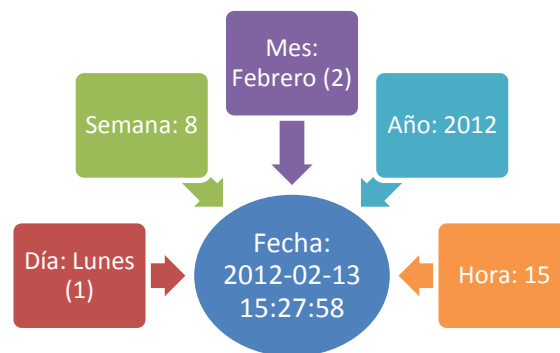 Mes:
Febrero (2)
Semana: 8
Año: 2012
Día: Lunes
(1)
Fecha:
2012-02-13
15:27:58
Hora: 15